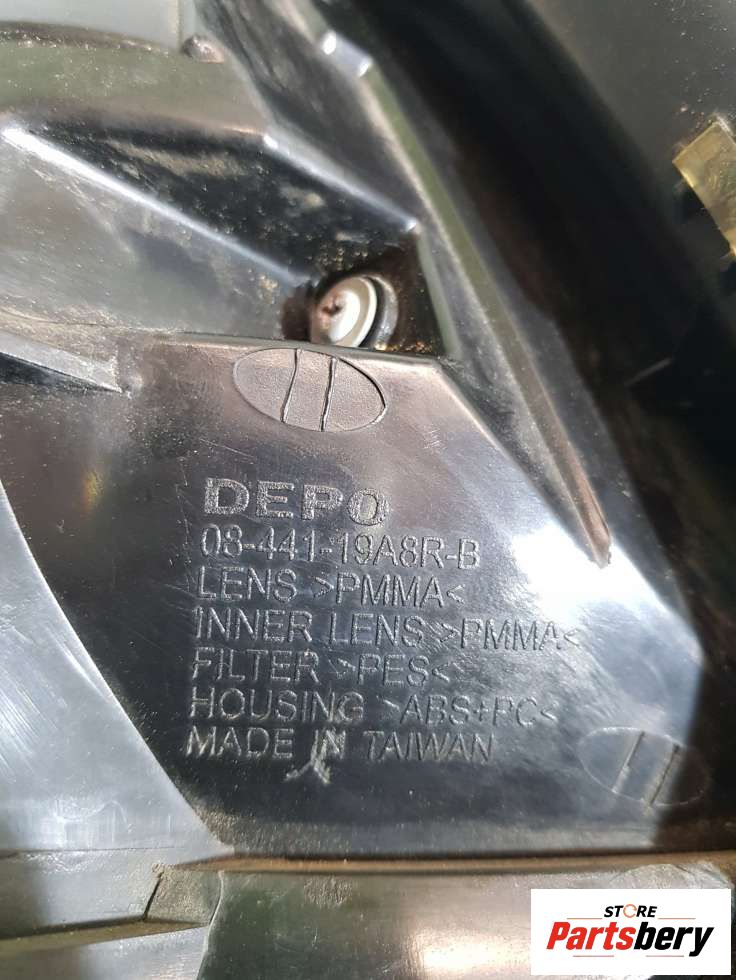 DEPO
08-441-19A8R-B
LENS >PMMA<
INNER LENS >PMMA<
FILTER >PES<
HOUSING >ABS+PC<
MADE IN TAIWAN
STORE
Partsbery